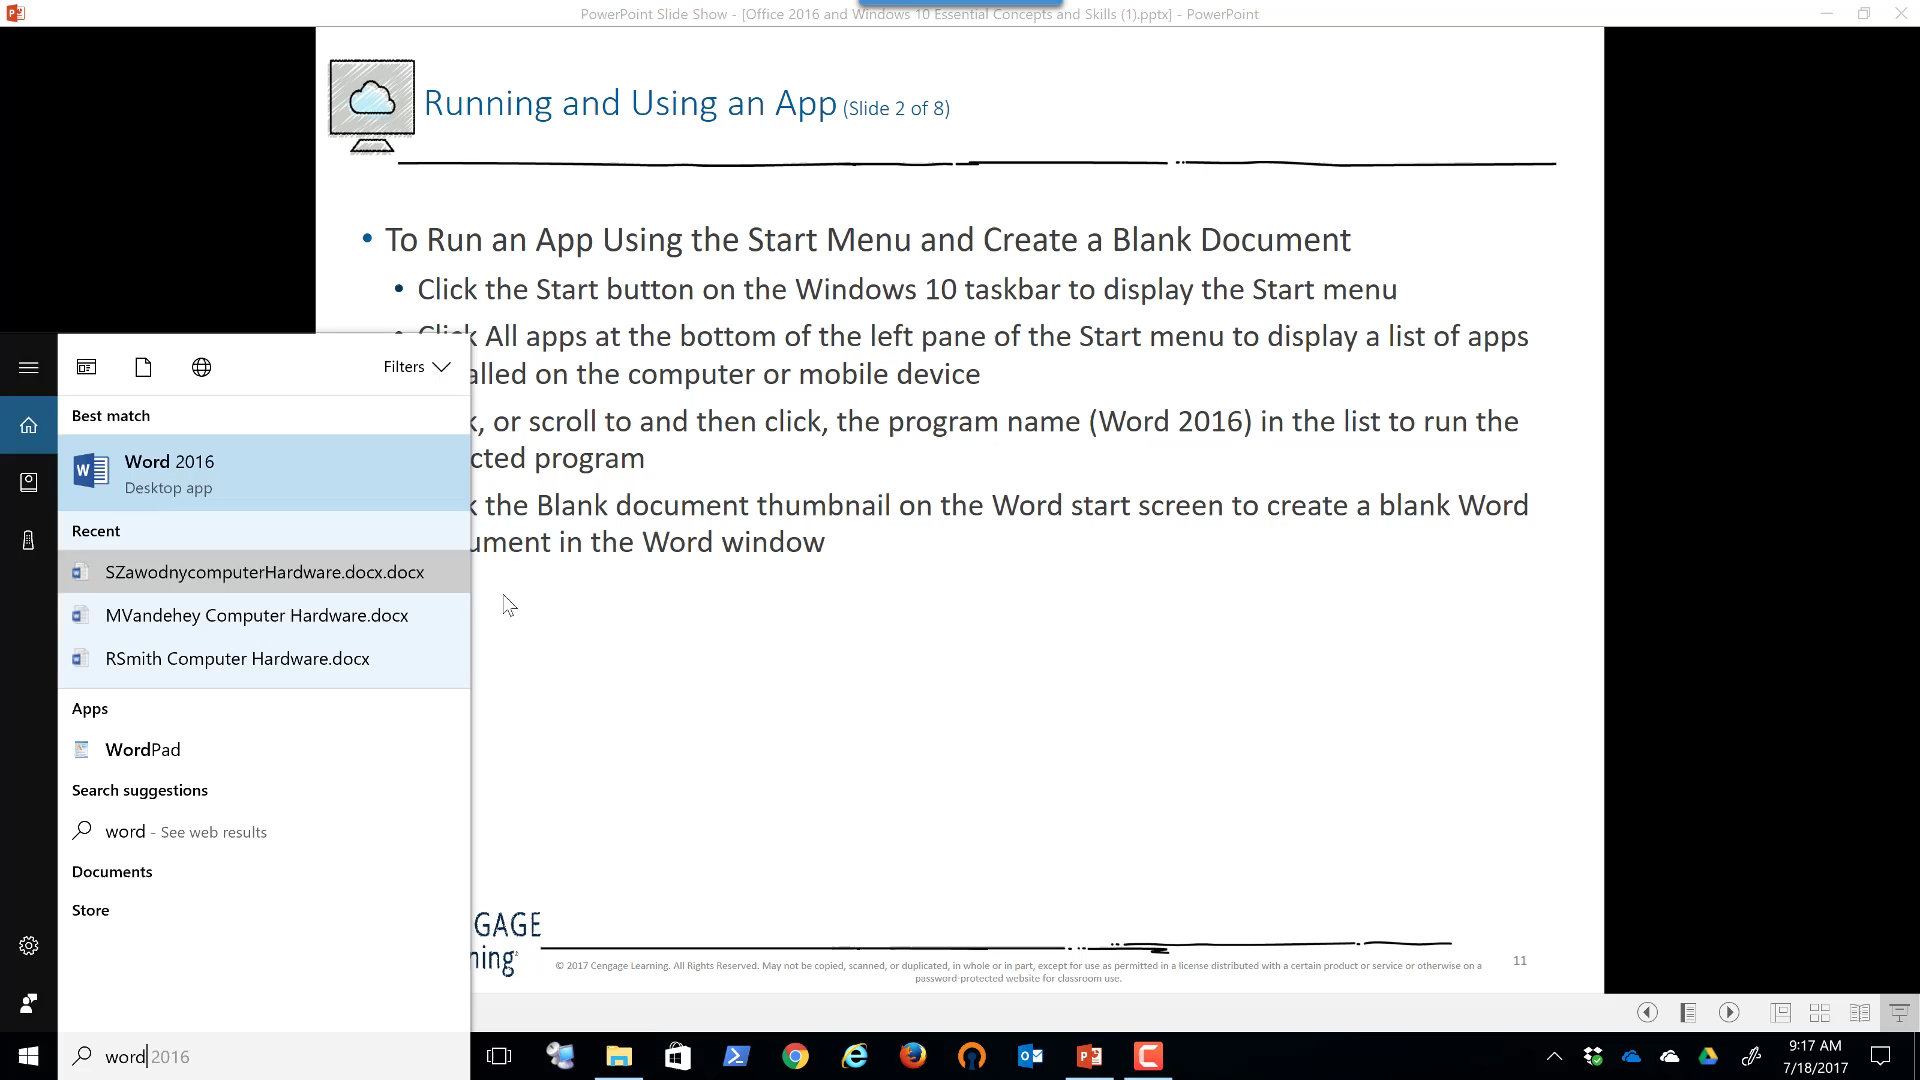 PowerPoint Slide Show - [Office 2016 and Windows 10 Essential Concepts and Skills (1).pptx] - PowerPoint
Running and Using an App (Slide 2 of 8)
• To Run an App Using the Start Menu and Create a Blank Document
• Click the Start button on the Windows 10 taskbar to display the Start menu
• Click All apps at the bottom of the left pane of the Start menu to display a list of apps
alled on the computer or mobile device
k, or scroll to and then click, the program name (Word 2016) in the list to run the
cted program
k the Blank document thumbnail on the Word start screen to create a blank Word
ument in the Word window
Filters
Best match
Word 2016
Desktop app
Recent
SZawodnycomputerHardware.docx.docx
MVandehey Computer Hardware.docx
RSmith Computer Hardware.docx
Apps
WordPad
Search suggestions
word - See web results
Documents
Store
word 2016
GAGE
ning
© 2017 Cengage Learning. All Rights Reserved. May not be copied, scanned, or duplicated, in whole or in part, except for use as permitted in a license distributed with a certain product or service or otherwise on a
password-protected website for classroom use.
11
9:17 AM
7/18/2017